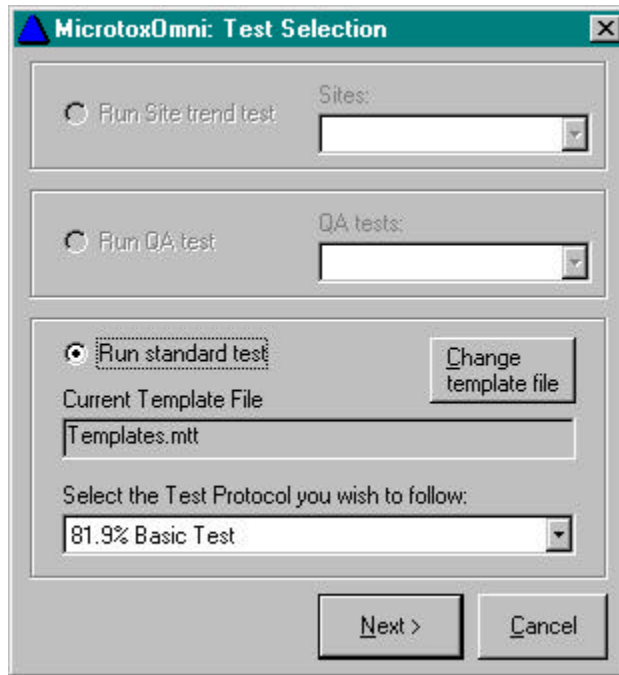 MicrotoxOmni: Test Selection
Sites:
Run Site trend test
QA tests:
Run QA test
Run standard test
Change
template file
Current Template File
Templates.mtt
Select the Test Protocol you wish to follow:
81.9% Basic Test
Next >
Cancel